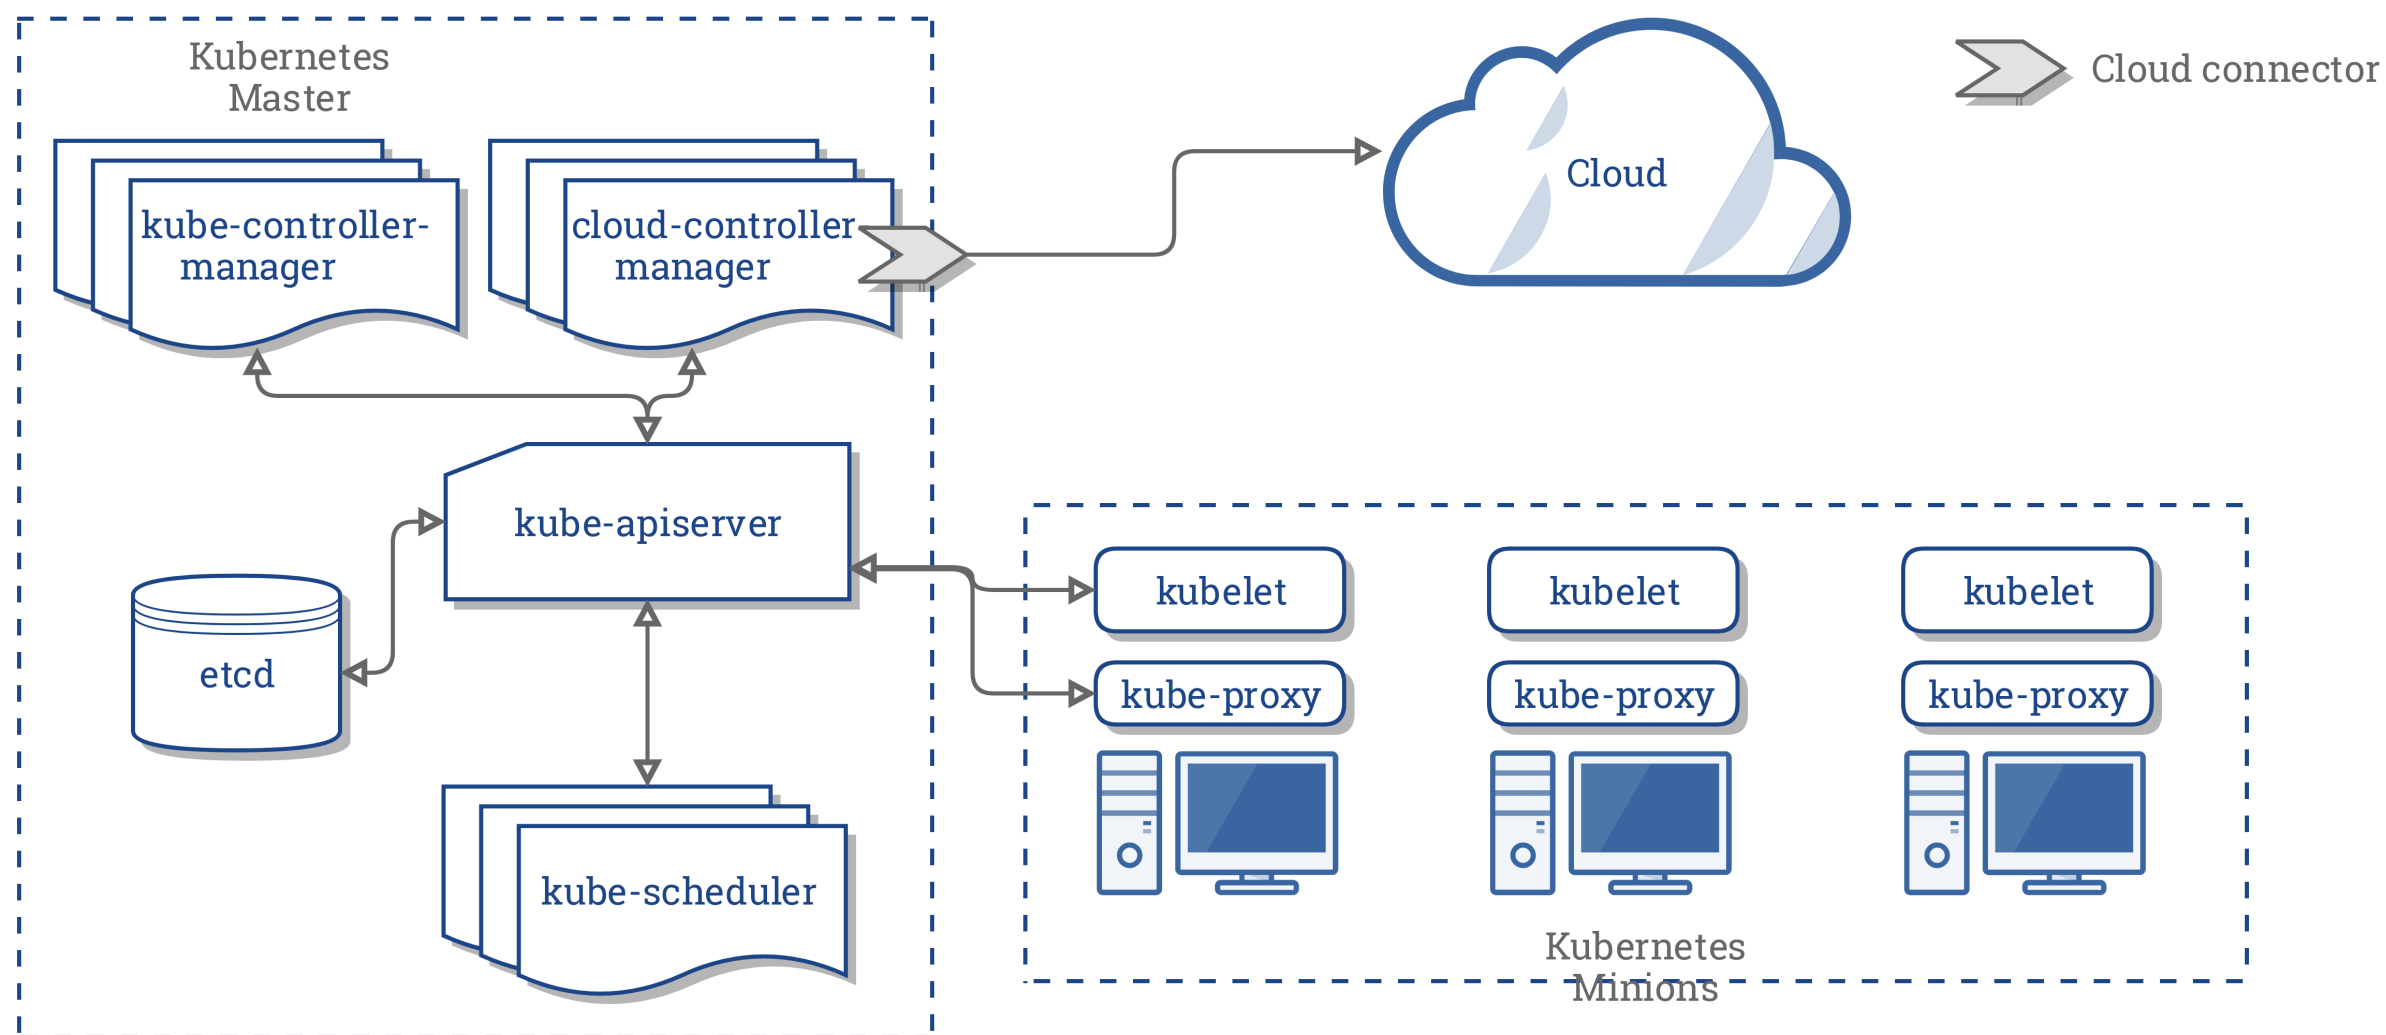 Kubernetes
Master
kube-controller-
manager
cloud-controller
manager
Cloud
Cloud connector
kube-apiserver
etcd
kube-scheduler
kubelet
kubelet
kubelet
kube-proxy
kube-proxy
kube-proxy
Kubernetes
Minions